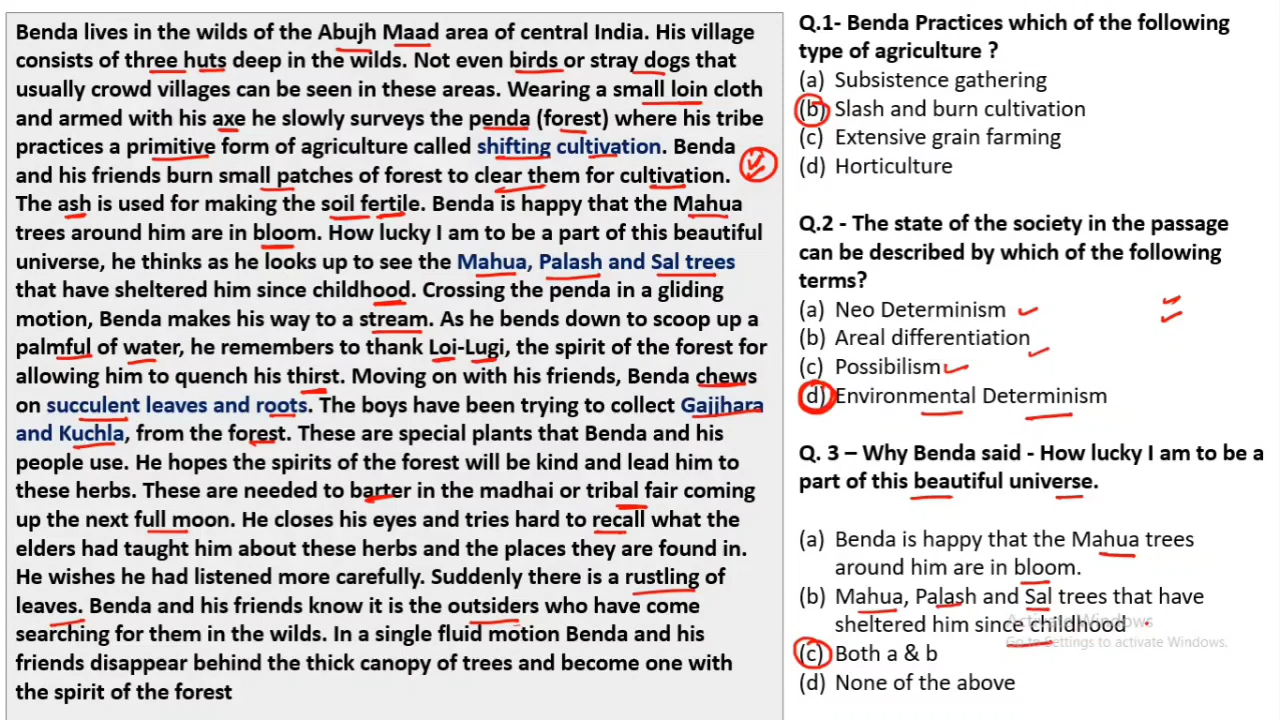 Benda lives in the wilds of the Abujh Maad area of central India. His village
consists of three huts deep in the wilds. Not even birds or stray dogs that
usually crowd villages can be seen in these areas. Wearing a small loin cloth
and armed with his axe he slowly surveys the penda (forest) where his tribe
practices a primitive form of agriculture called shifting cultivation. Benda
and his friends burn small patches of forest to clear them for cultivation.
The ash is used for making the soil fertile. Benda is happy that the Mahua
trees around him are in bloom. How lucky I am to be a part of this beautiful
universe, he thinks as he looks up to see the Mahua, Palash and Sal trees
that have sheltered him since childhood. Crossing the penda in a gliding
motion, Benda makes his way to a stream. As he bends down to scoop up a
palmful of water, he remembers to thank Loi-Lugi, the spirit of the forest for
allowing him to quench his thirst. Moving on with his friends, Benda chews
on succulent leaves and roots. The boys have been trying to collect Gajjhara
and Kuchla, from the forest. These are special plants that Benda and his
people use. He hopes the spirits of the forest will be kind and lead him to
these herbs. These are needed to barter in the madhai or tribal fair coming
up the next full moon. He closes his eyes and tries hard to recall what the
elders had taught him about these herbs and the places they are found in.
He wishes he had listened more carefully. Suddenly there is a rustling of
leaves. Benda and his friends know it is the outsiders who have come
searching for them in the wilds. In a single fluid motion Benda and his
friends disappear behind the thick canopy of trees and become one with
the spirit of the forest
Q.1- Benda Practices which of the following
type of agriculture ?
(a) Subsistence gathering
(b) Slash and burn cultivation
(c) Extensive grain farming
(d) Horticulture
Q.2 - The state of the society in the passage
can be described by which of the following
terms?
(a) Neo Determinism
(b) Areal differentiation
(c) Possibilism
(d) Environmental Determinism
Q. 3 – Why Benda said - How lucky I am to be a
part of this beautiful universe.
(a) Benda is happy that the Mahua trees
around him are in bloom.
(b) Mahua, Palash and Sal trees that have
sheltered him since childhood
Activate Windows
Go to Settings to activate Windows.
(c) Both a & b
(d) None of the above